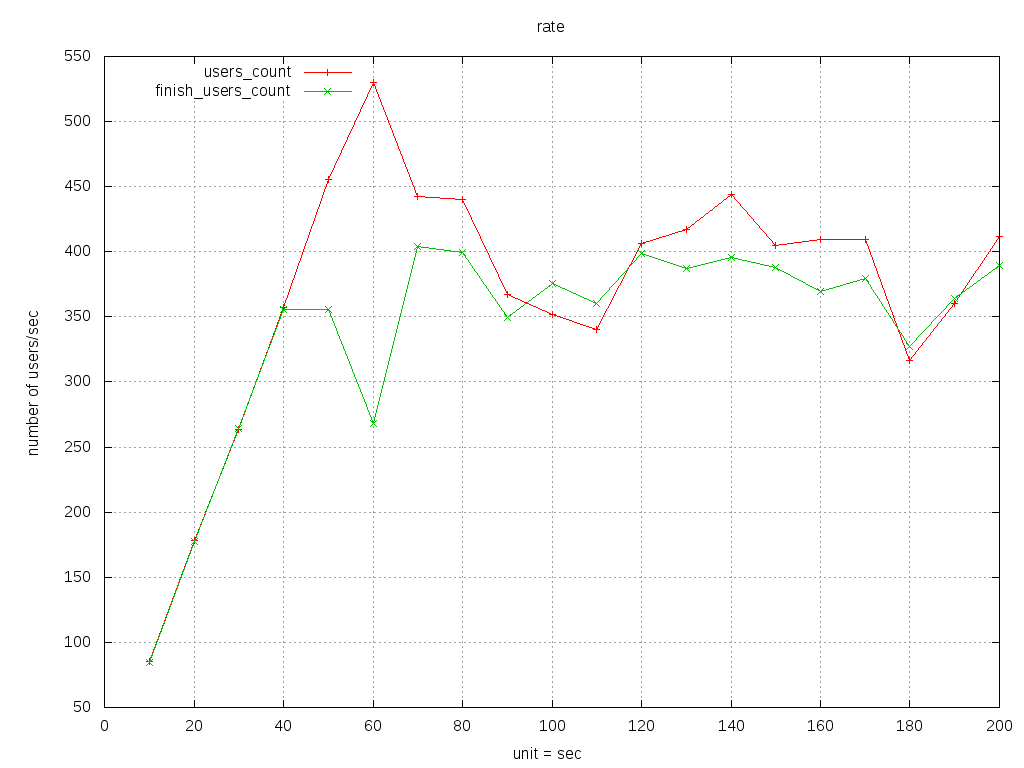 rate
users_count
finish_users_count
550
500
450
400
350
300
250
200
150
100
50
number of users/sec
0 20 40 60 80 100 120 140 160 180 200
unit = sec